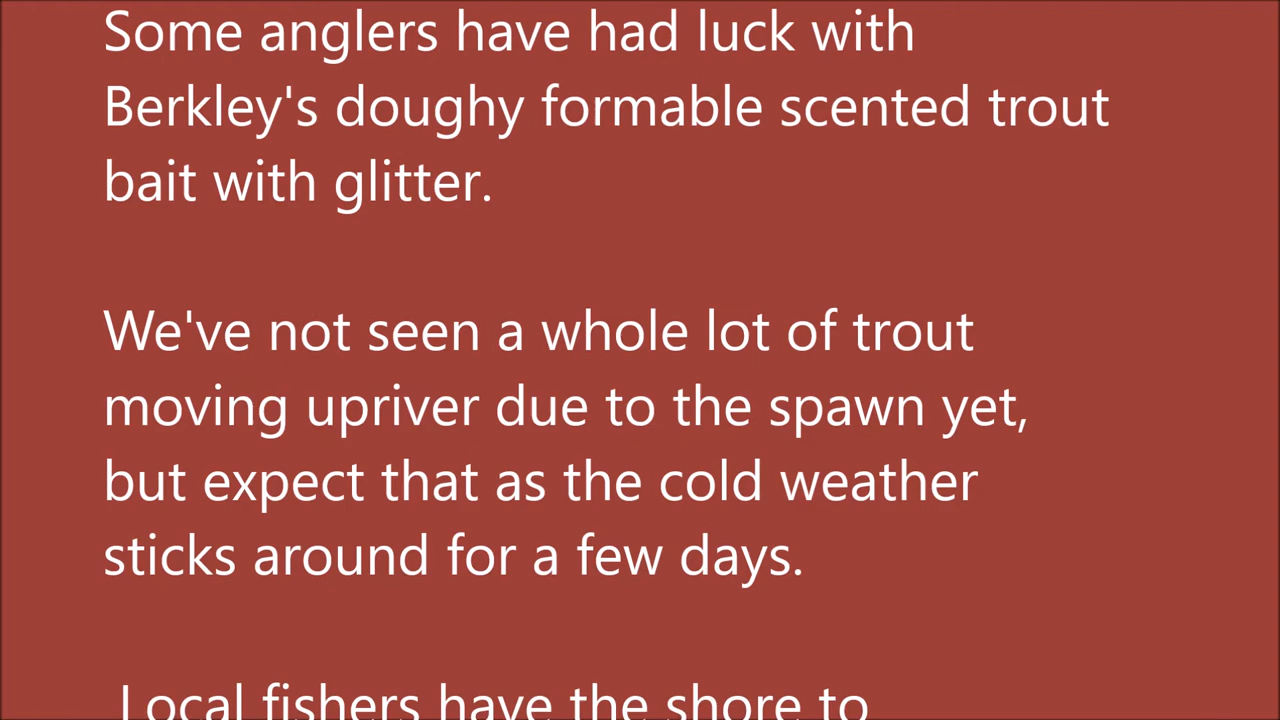 Some anglers have had luck with
Berkley's doughy formable scented trout
bait with glitter.
We've not seen a whole lot of trout
moving upriver due to the spawn yet,
but expect that as the cold weather
sticks around for a few days.
Local fishers have the shore to